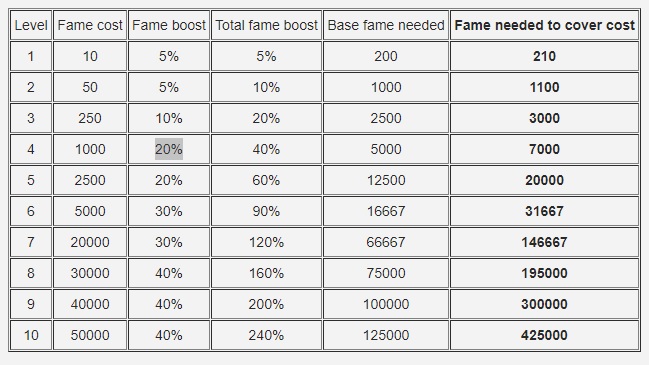 Level Fame cost Fame boost Total fame boost Base fame needed Fame needed to cover cost
1 10 5% 5% 200 210
2 50 5% 10% 1000 1100
3 250 10% 20% 2500 3000
4 1000 20% 40% 5000 7000
5 2500 20% 60% 12500 20000
6 5000 30% 90% 16667 31667
7 20000 30% 120% 66667 146667
8 30000 40% 160% 75000 195000
9 40000 40% 200% 100000 300000
10 50000 40% 240% 125000 425000